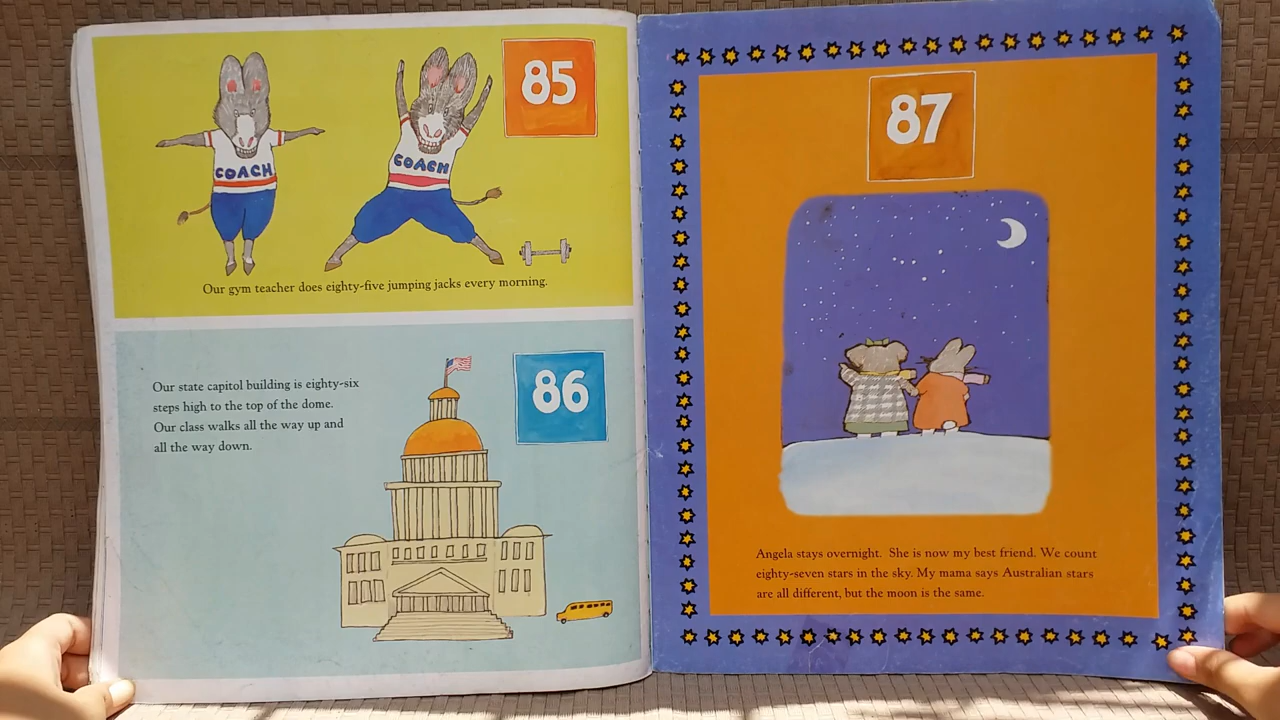 85
COACH
COACH
Our gym teacher does eighty-five jumping jacks every morning.
86
Our state capitol building is eighty-six
steps high to the top of the dome.
Our class walks all the way up and
all the way down.
87
Angela stays overnight. She is now my best friend. We count
eighty-seven stars in the sky. My mama says Australian stars
are all different, but the moon is the same.